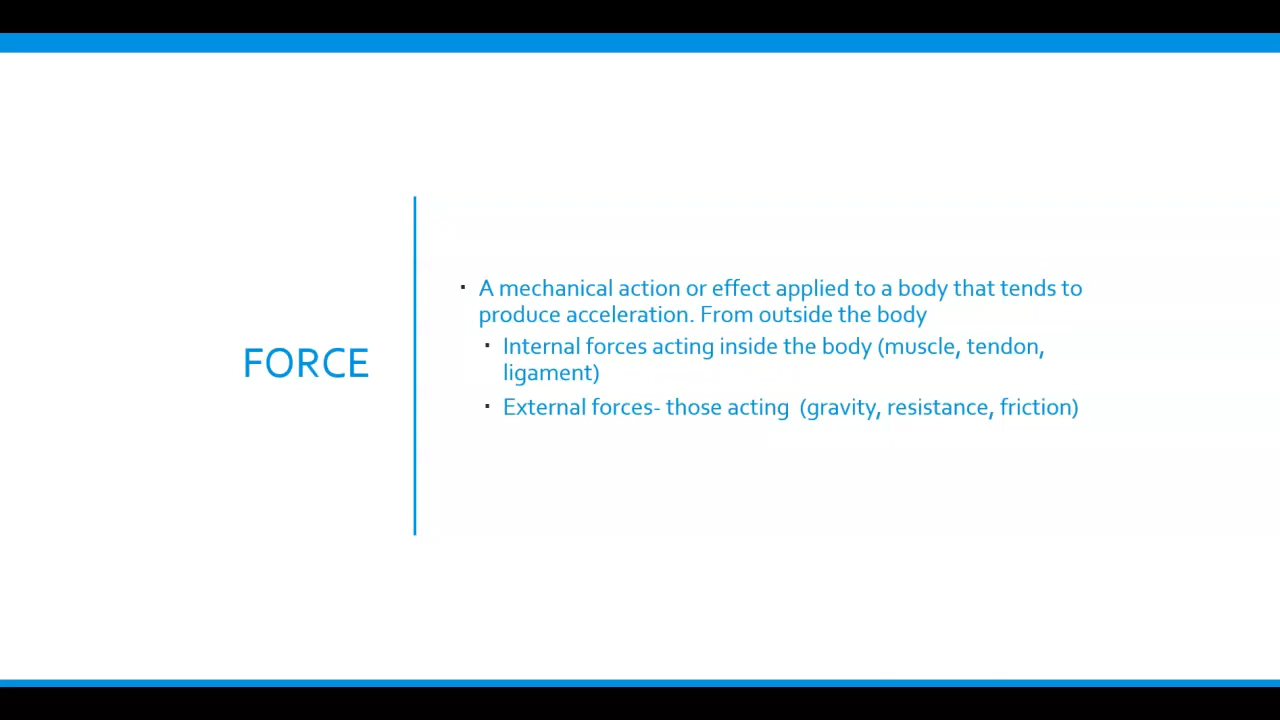 FORCE
▪ A mechanical action or effect applied to a body that tends to
produce acceleration. From outside the body
▪ Internal forces acting inside the body (muscle, tendon,
ligament)
▪ External forces- those acting  (gravity, resistance, friction)